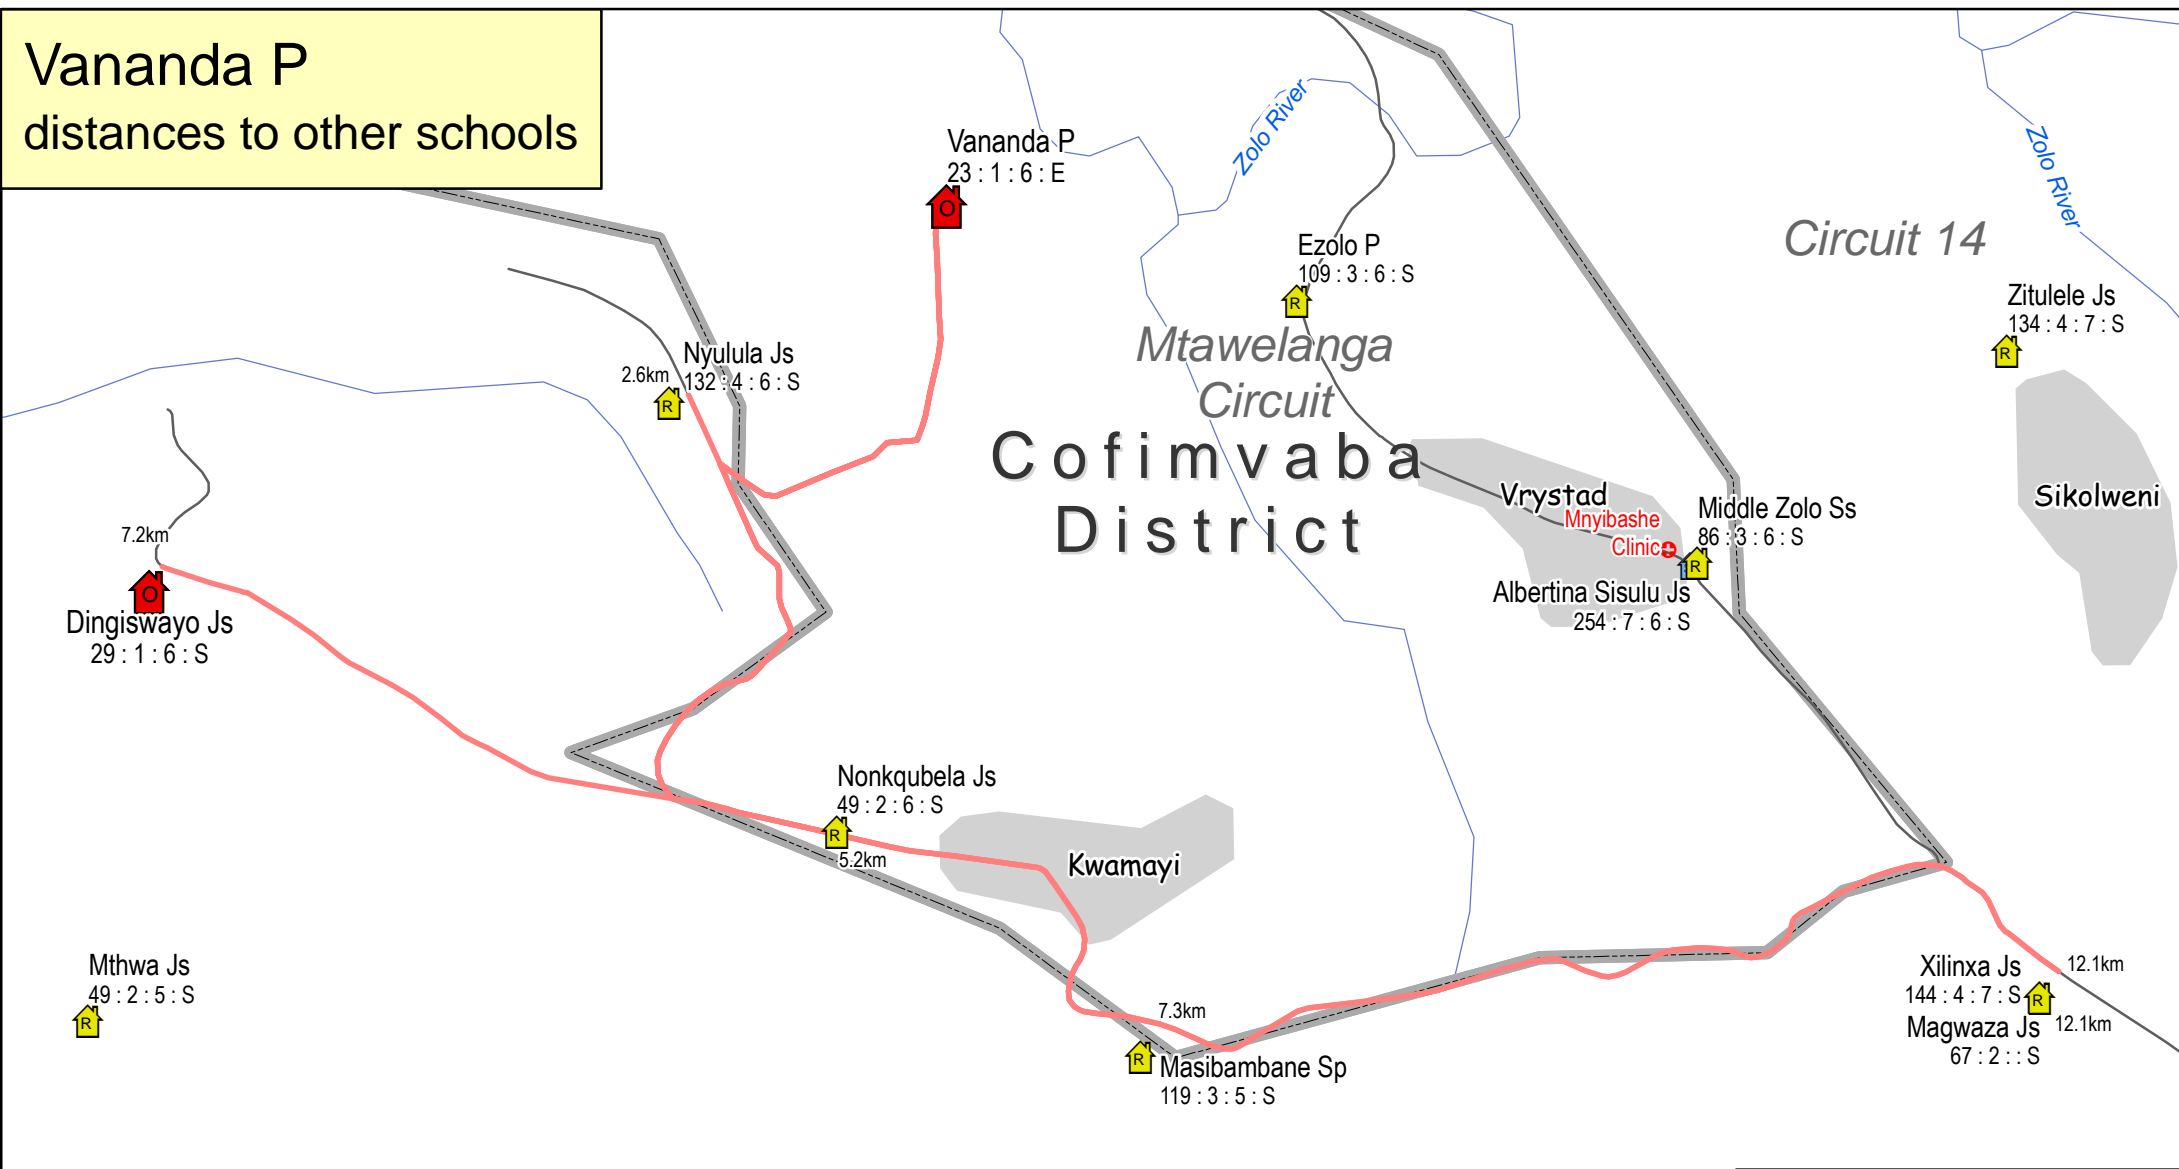 Vananda P
distances to other schools
Vananda P
23 : 1 : 6 : E
O
Zolo River
Zolo River
Circuit 14
Ezolo P
109 : 3 : 6 : S
R
Zitulele Js
134 : 4 : 7 : S
R
Mtawelanga
Circuit
Nyulula Js
2.6km
132 : 4 : 6 : S
R
Cofimvaba
District
Vrystad
Mnyibashe
Clinic
Middle Zolo Ss
86 : 3 : 6 : S
R
Sikolweni
7.2km
O
Dingiswayo Js
29 : 1 : 6 : S
Albertina Sisulu Js
254 : 7 : 6 : S
Nonkqubela Js
49 : 2 : 6 : S
R
5.2km
Kwamayi
Mthwa Js
49 : 2 : 5 : S
R
7.3km
R
Masibambane Sp
119 : 3 : 5 : S
Xilinxa Js
12.1km
144 : 4 : 7 : S
R
Magwaza Js
12.1km
67 : 2 : : S